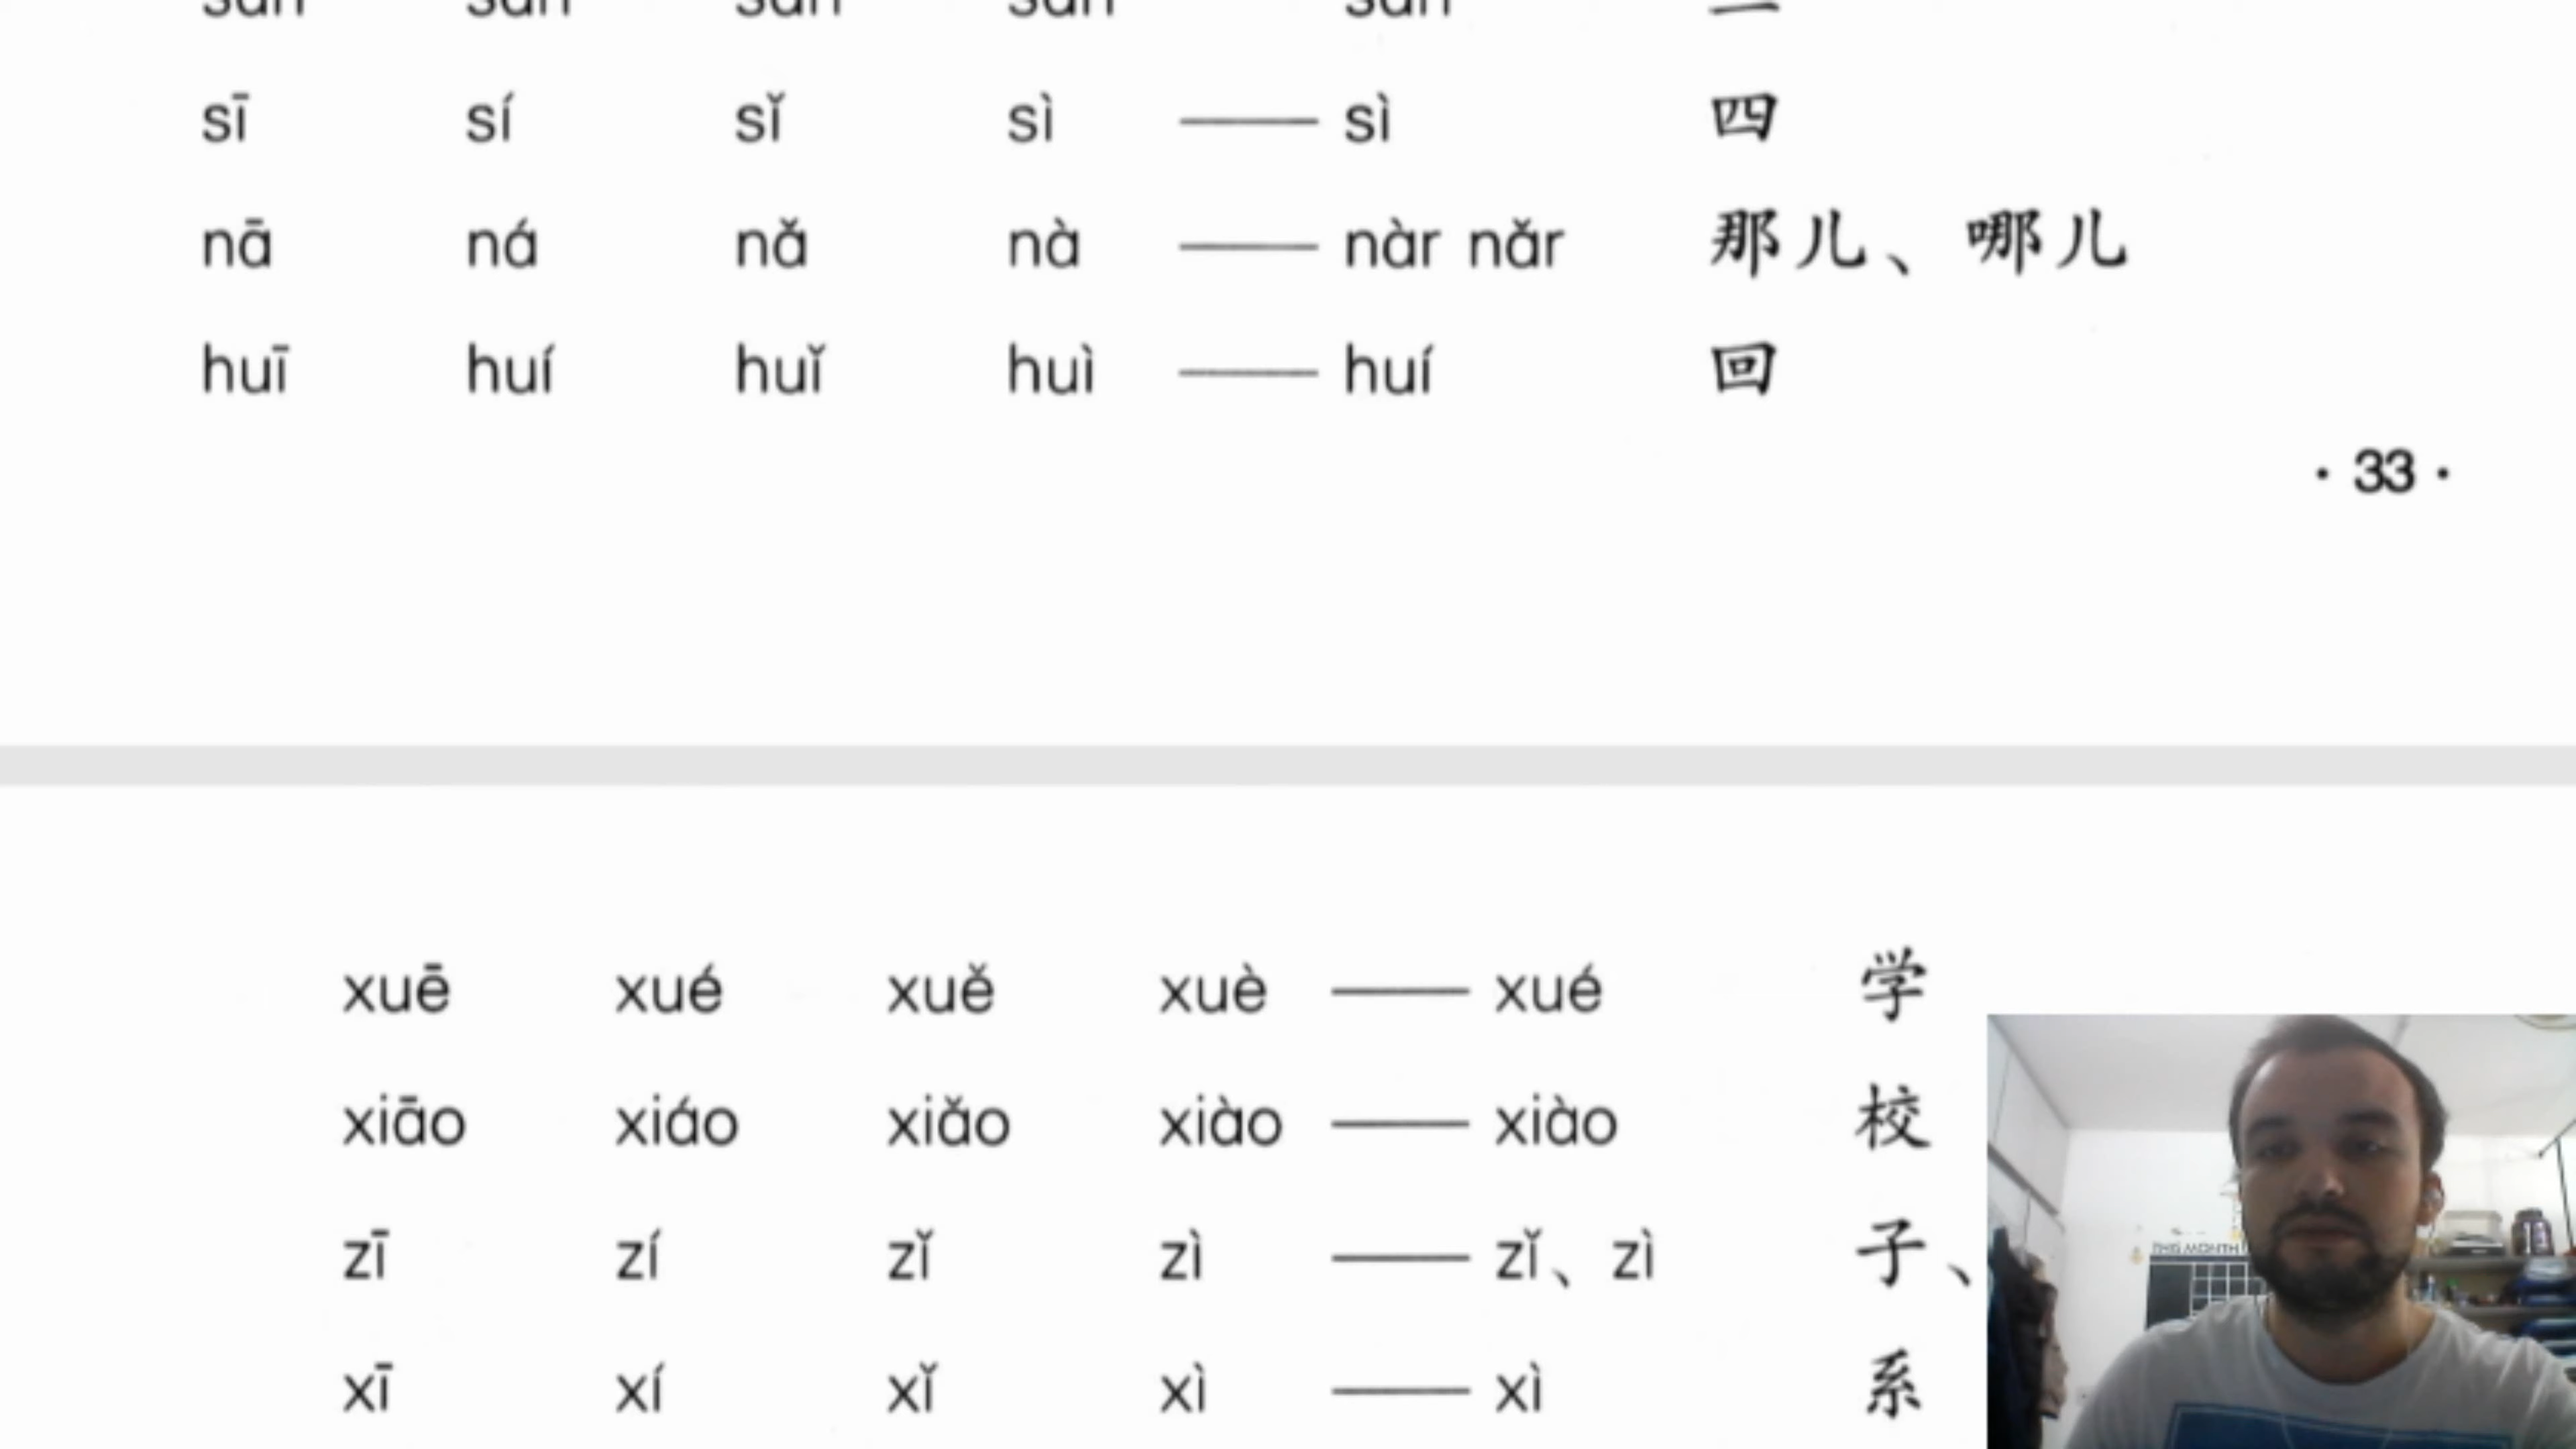 sī sí sǐ sì —— sì 四
nā ná nǎ nà —— nàr nǎr 那儿、哪儿
huī huí huǐ huì —— huí 回
· 33 ·
xuē xué xuě xuè —— xué 学
xiāo xiáo xiǎo xiào —— xiào 校
zī zí zǐ zì —— zǐ、zì 子、
xī xí xǐ xì —— xì 系
THIS MONTH